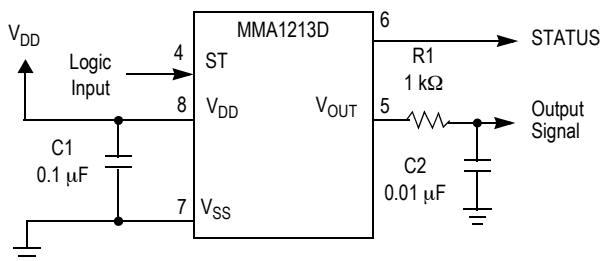 MMA1213D
6
STATUS
V_DD
Logic
Input
4
ST
R1
1 kΩ
8
V_DD
V_OUT
5
Output
Signal
C1
0.1 μF
C2
0.01 μF
7
V_SS